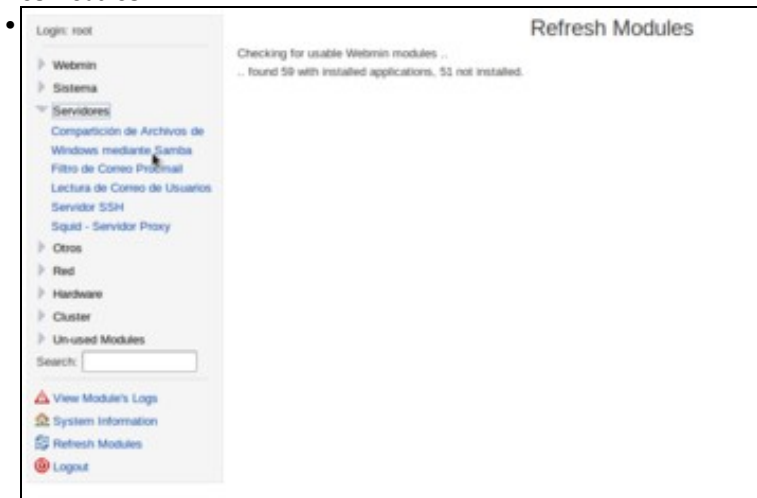 Login: root
Refresh Modules
Checking for usable Webmin modules ..
.. found 59 with installed applications, 51 not installed.
Webmin
Sistema
Servidores
Compartición de Archivos de
Windows mediante Samba
Filtro de Correo Procmail
Lectura de Correo de Usuarios
Servidor SSH
Squid - Servidor Proxy
Otros
Red
Hardware
Cluster
Un-used Modules
Search:
View Module's Logs
System Information
Refresh Modules
Logout